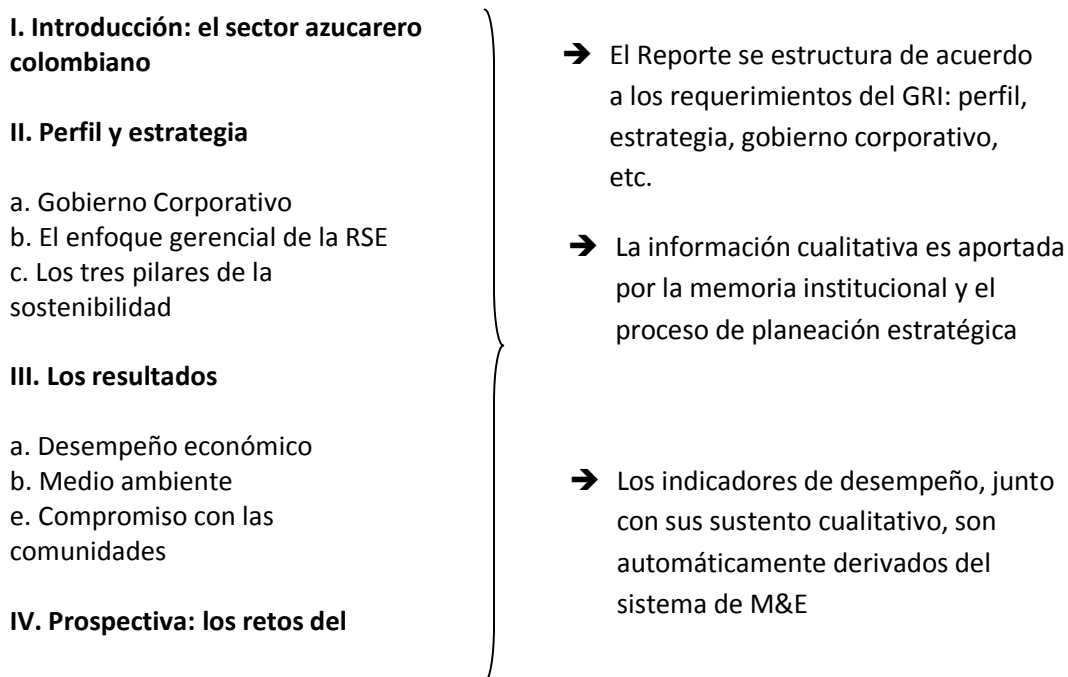 I. Introducción: el sector azucarero
colombiano
II. Perfil y estrategia
a. Gobierno Corporativo
b. El enfoque gerencial de la RSE
c. Los tres pilares de la
sostenibilidad
III. Los resultados
a. Desempeño económico
b. Medio ambiente
e. Compromiso con las
comunidades
IV. Prospectiva: los retos del
➔ El Reporte se estructura de acuerdo
a los requerimientos del GRI: perfil,
estrategia, gobierno corporativo,
etc.
➔ La información cualitativa es aportada
por la memoria institucional y el
proceso de planeación estratégica
➔ Los indicadores de desempeño, junto
con sus sustento cualitativo, son
automáticamente derivados del
sistema de M&E